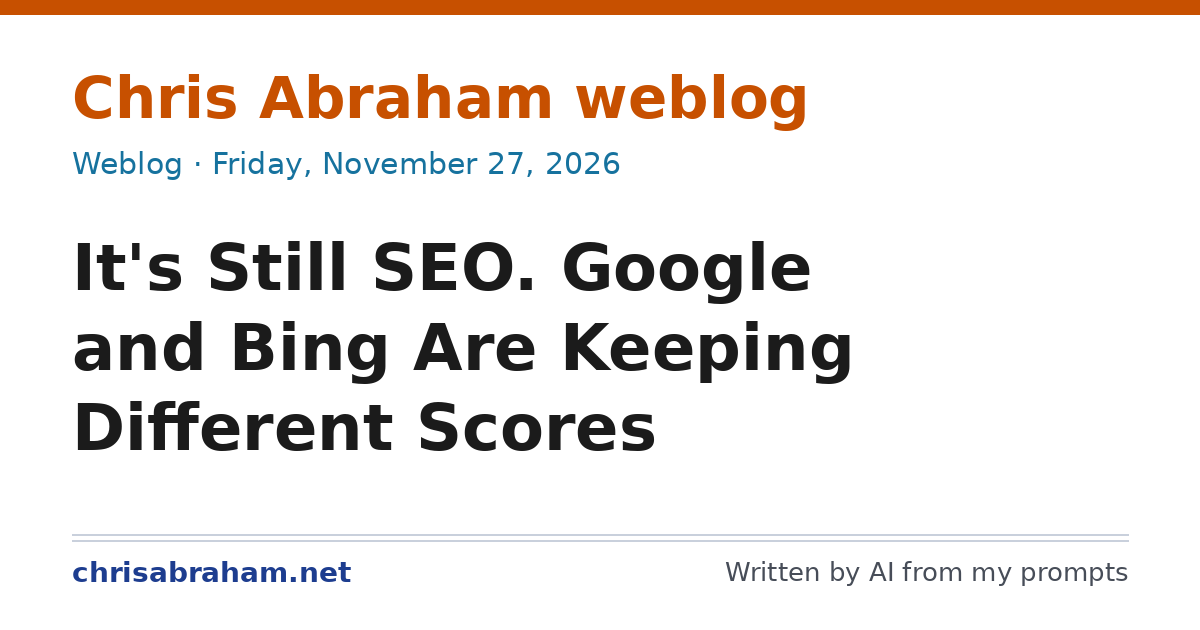 Chris Abraham weblog
Weblog · Friday, November 27, 2026
It's Still SEO. Google
and Bing Are Keeping
Different Scores
chrisabraham.net
Written by AI from my prompts